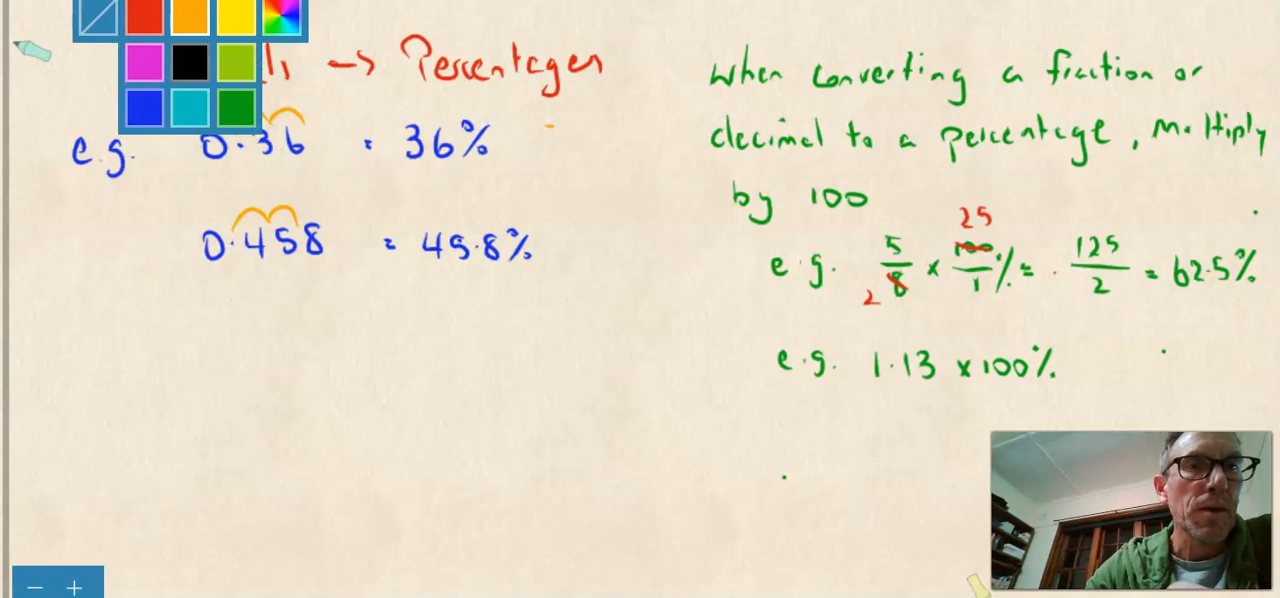 → Percentages
e.g. 0.36 = 36%
0.458 = 45.8%
When converting a fraction or
decimal to a percentage, multiply
by 100
25
e.g. 5/8 × 100/1 % = 125/2 = 62.5%
2
e.g. 1.13 × 100%
− +